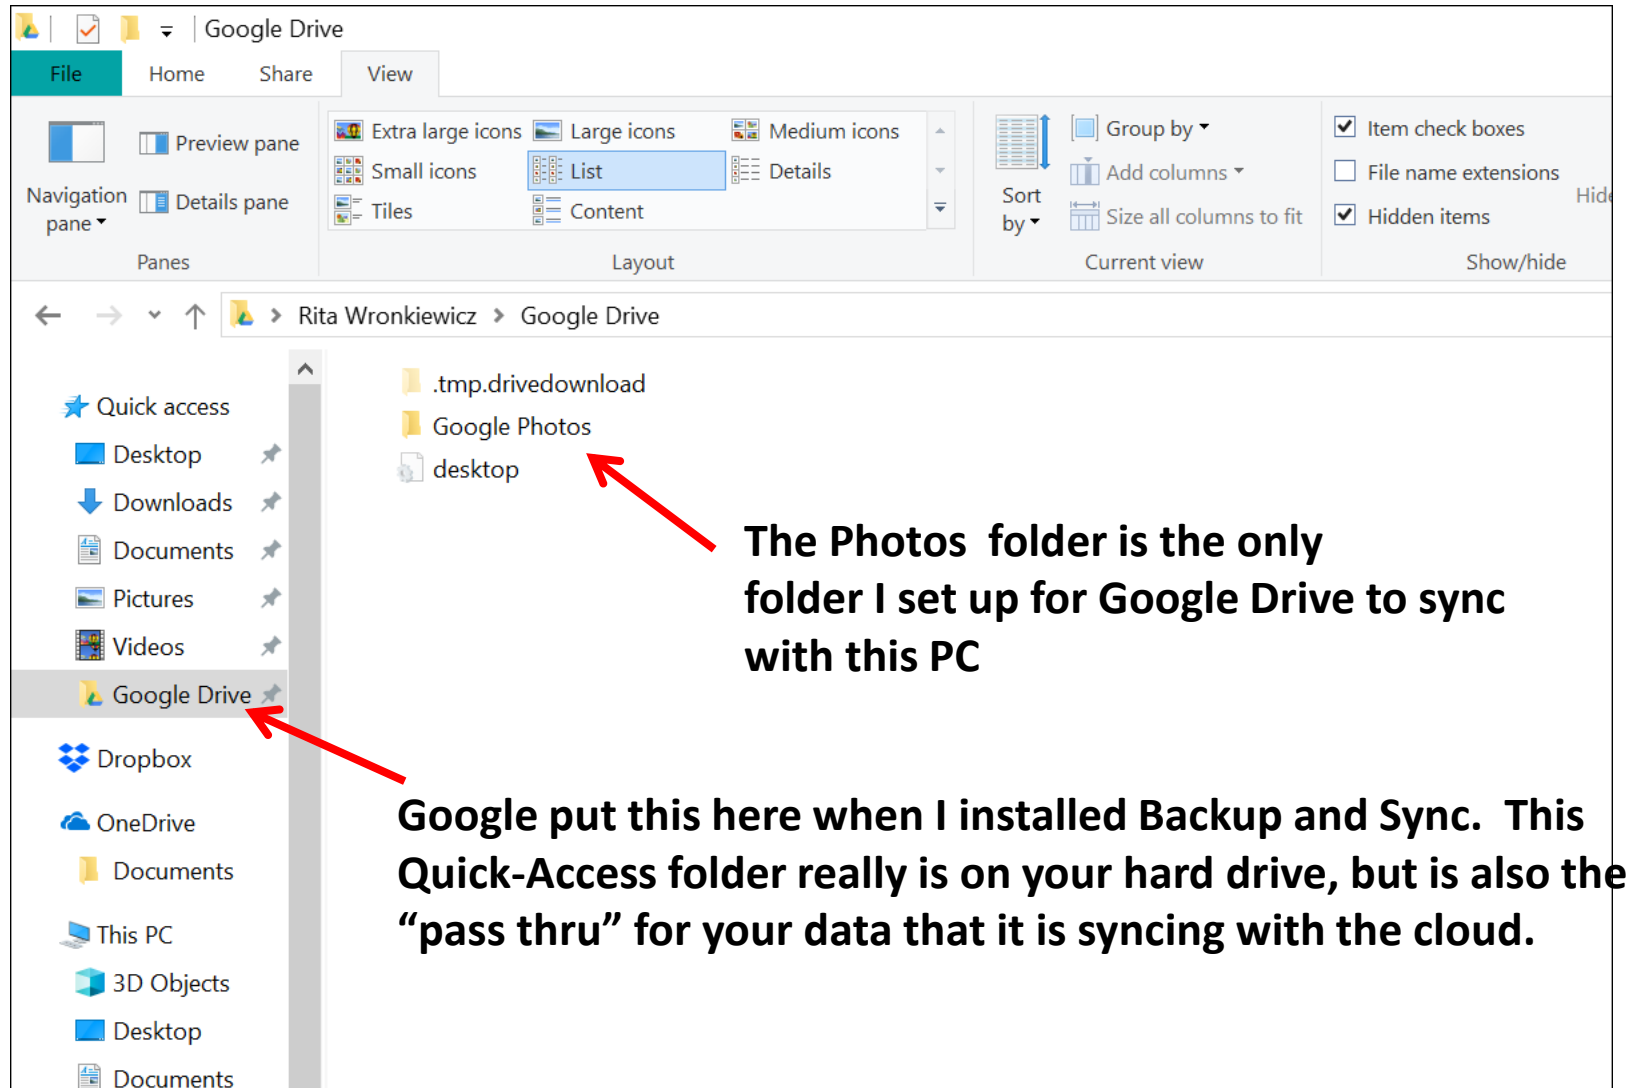 Google Drive
File Home Share View
Extra large icons Large icons Medium icons
Group by
Item check boxes
Preview pane
Small icons List Details
Add columns
File name extensions
Navigation pane
Details pane
Tiles Content
Sort by
Size all columns to fit
Hidden items
Hide
Panes Layout Current view Show/hide
Rita Wronkiewicz > Google Drive
.tmp.drivedownload
Google Photos
desktop
Quick access
Desktop
Downloads
Documents
Pictures
Videos
Google Drive
Dropbox
OneDrive
Documents
This PC
3D Objects
Desktop
Documents
The Photos folder is the only
folder I set up for Google Drive to sync
with this PC
Google put this here when I installed Backup and Sync. This
Quick-Access folder really is on your hard drive, but is also the
“pass thru” for your data that it is syncing with the cloud.